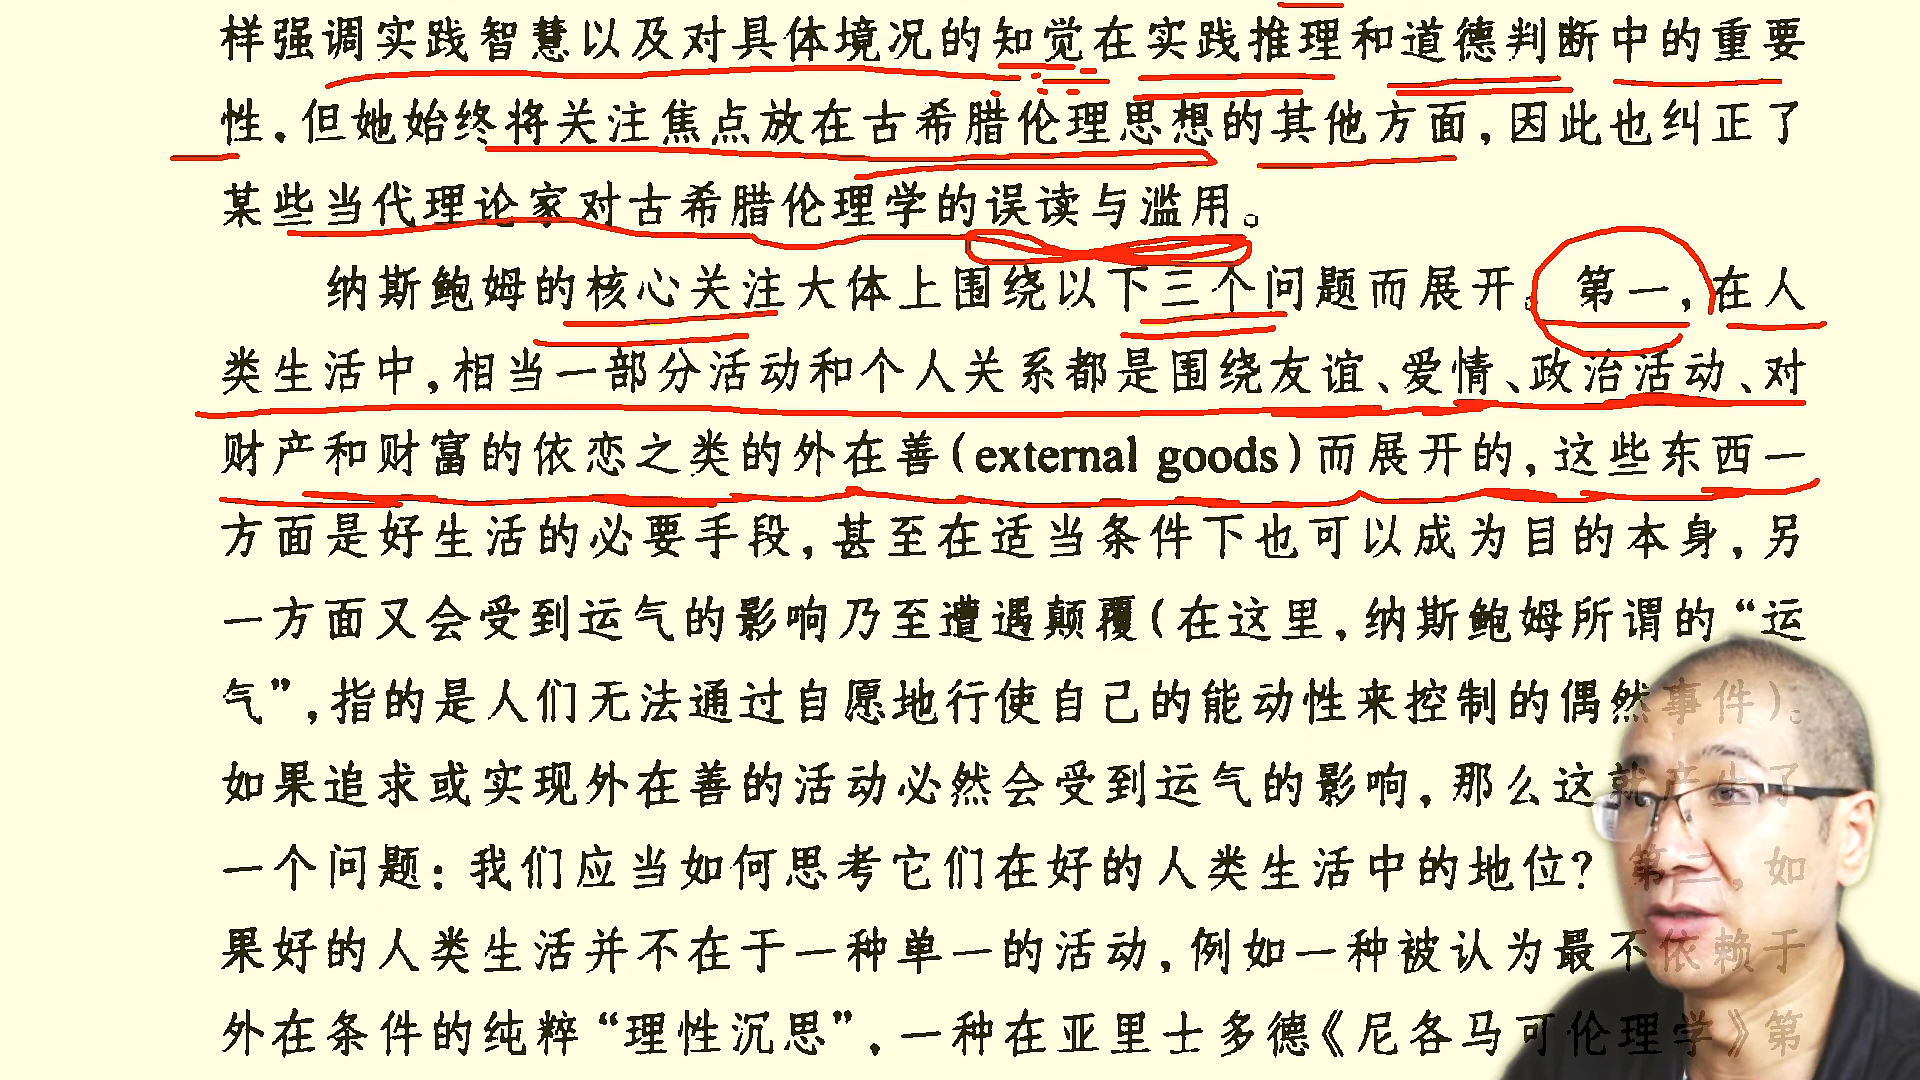 样强调实践智慧以及对具体境况的知觉在实践推理和道德判断中的重要
性。但她始终将关注焦点放在古希腊伦理思想的其他方面，因此也纠正了
某些当代理论家对古希腊伦理学的误读与滥用。
纳斯鲍姆的核心关注大体上围绕以下三个问题而展开。第一，在人
类生活中，相当一部分活动和个人关系都是围绕友谊、爱情、政治活动、对
财产和财富的依恋之类的外在善（external goods）而展开的，这些东西一
方面是好生活的必要手段，甚至在适当条件下也可以成为目的本身，另
一方面又会受到运气的影响乃至遭遇颠覆（在这里，纳斯鲍姆所谓的“运
气”，指的是人们无法通过自愿地行使自己的能动性来控制的偶然事件）。
如果追求或实现外在善的活动必然会受到运气的影响，那么这就产生了
一个问题：我们应当如何思考它们在好的人类生活中的地位？第二，如
果好的人类生活并不在于一种单一的活动，例如一种被认为最不依赖于
外在条件的纯粹“理性沉思”，一种在亚里士多德《尼各马可伦理学》第